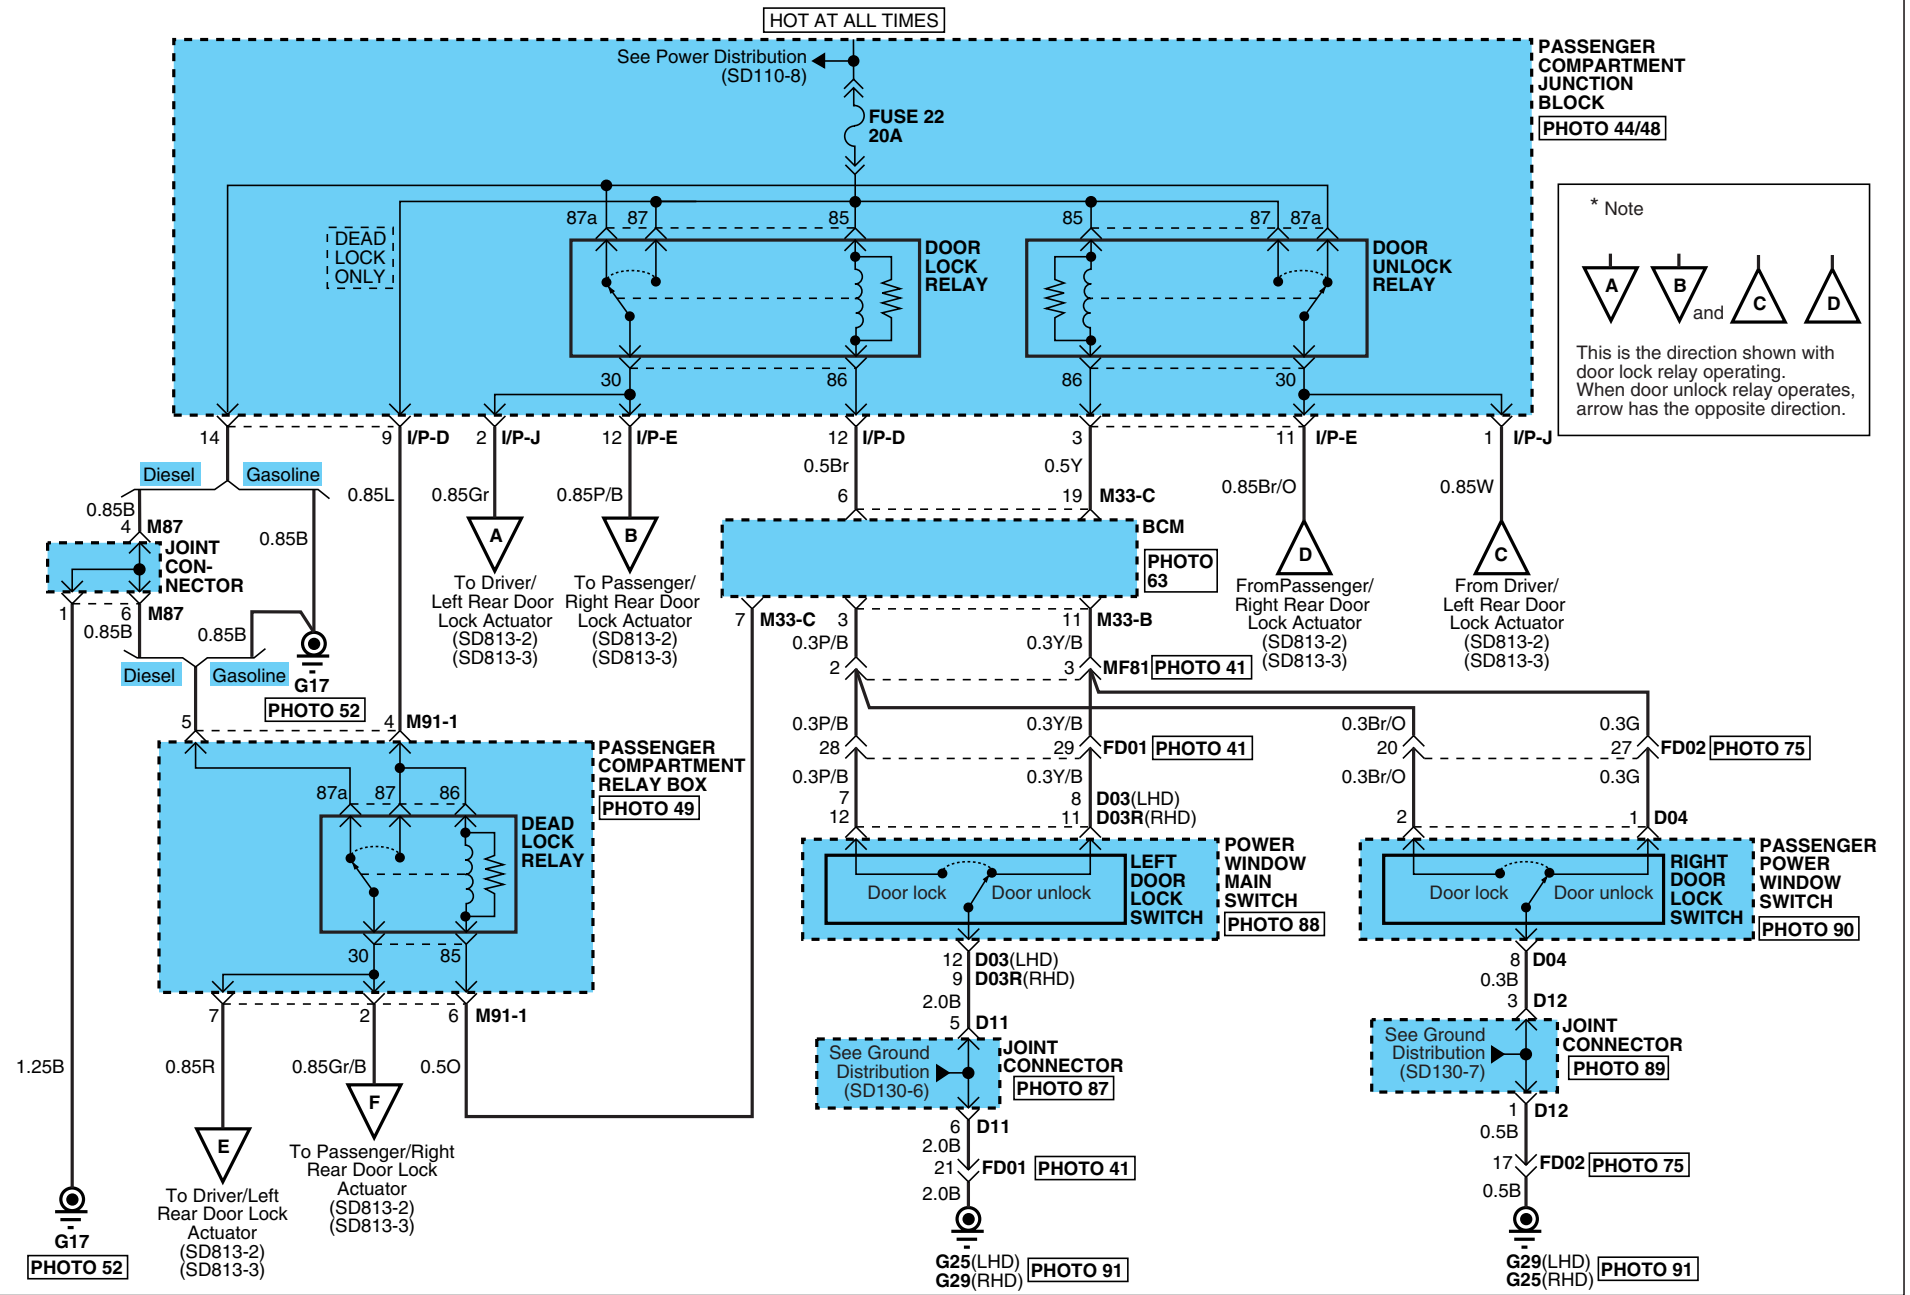 HOT AT ALL TIMES
See Power Distribution
(SD110-8)
FUSE 22
20A
PASSENGER
COMPARTMENT
JUNCTION
BLOCK
PHOTO 44/48
87a
87
85
85
87
87a
DEAD
LOCK
ONLY
DOOR
LOCK
RELAY
DOOR
UNLOCK
RELAY
30
86
86
30
* Note
A
B
and
C
D
This is the direction shown with
door lock relay operating.
When door unlock relay operates,
arrow has the opposite direction.
14
9 I/P-D
2 I/P-J
12 I/P-E
12 I/P-D
3
11 I/P-E
1 I/P-J
Diesel
Gasoline
0.85B
0.85L
0.85Gr
0.85P/B
0.5Br
0.5Y
0.85Br/O
0.85W
6
19 M33-C
4 M87
JOINT
CON-
NECTOR
0.85B
A
To Driver/
Left Rear Door
Lock Actuator
(SD813-2)
(SD813-3)
B
To Passenger/
Right Rear Door
Lock Actuator
(SD813-2)
(SD813-3)
BCM
PHOTO
63
D
FromPassenger/
Right Rear Door
Lock Actuator
(SD813-2)
(SD813-3)
C
From Driver/
Left Rear Door
Lock Actuator
(SD813-2)
(SD813-3)
1
6 M87
0.85B
0.85B
Diesel
Gasoline
G17
PHOTO 52
7 M33-C
3
11 M33-B
0.3P/B
0.3Y/B
2
3 MF81 PHOTO 41
5
4 M91-1
0.3P/B
0.3Y/B
0.3Br/O
0.3G
28
29 FD01 PHOTO 41
20
27 FD02 PHOTO 75
0.3P/B
0.3Y/B
0.3Br/O
0.3G
PASSENGER
COMPARTMENT
RELAY BOX
PHOTO 49
87a
87
86
DEAD
LOCK
RELAY
7
8 D03(LHD)
12
11 D03R(RHD)
2
1 D04
POWER
WINDOW
MAIN
SWITCH
PHOTO 88
LEFT
DOOR
LOCK
SWITCH
Door lock
Door unlock
PASSENGER
POWER
WINDOW
SWITCH
PHOTO 90
RIGHT
DOOR
LOCK
SWITCH
Door lock
Door unlock
30
85
12 D03(LHD)
9 D03R(RHD)
2.0B
5 D11
8 D04
0.3B
3 D12
7
2
6 M91-1
See Ground
Distribution
(SD130-6)
JOINT
CONNECTOR
PHOTO 87
See Ground
Distribution
(SD130-7)
JOINT
CONNECTOR
PHOTO 89
1.25B
0.85R
0.85Gr/B
0.5O
6 D11
2.0B
21 FD01 PHOTO 41
2.0B
1 D12
0.5B
17 FD02 PHOTO 75
0.5B
E
To Driver/Left
Rear Door Lock
Actuator
(SD813-2)
(SD813-3)
F
To Passenger/Right
Rear Door Lock
Actuator
(SD813-2)
(SD813-3)
G17
PHOTO 52
G25(LHD)
G29(RHD)
PHOTO 91
G29(LHD)
G25(RHD)
PHOTO 91